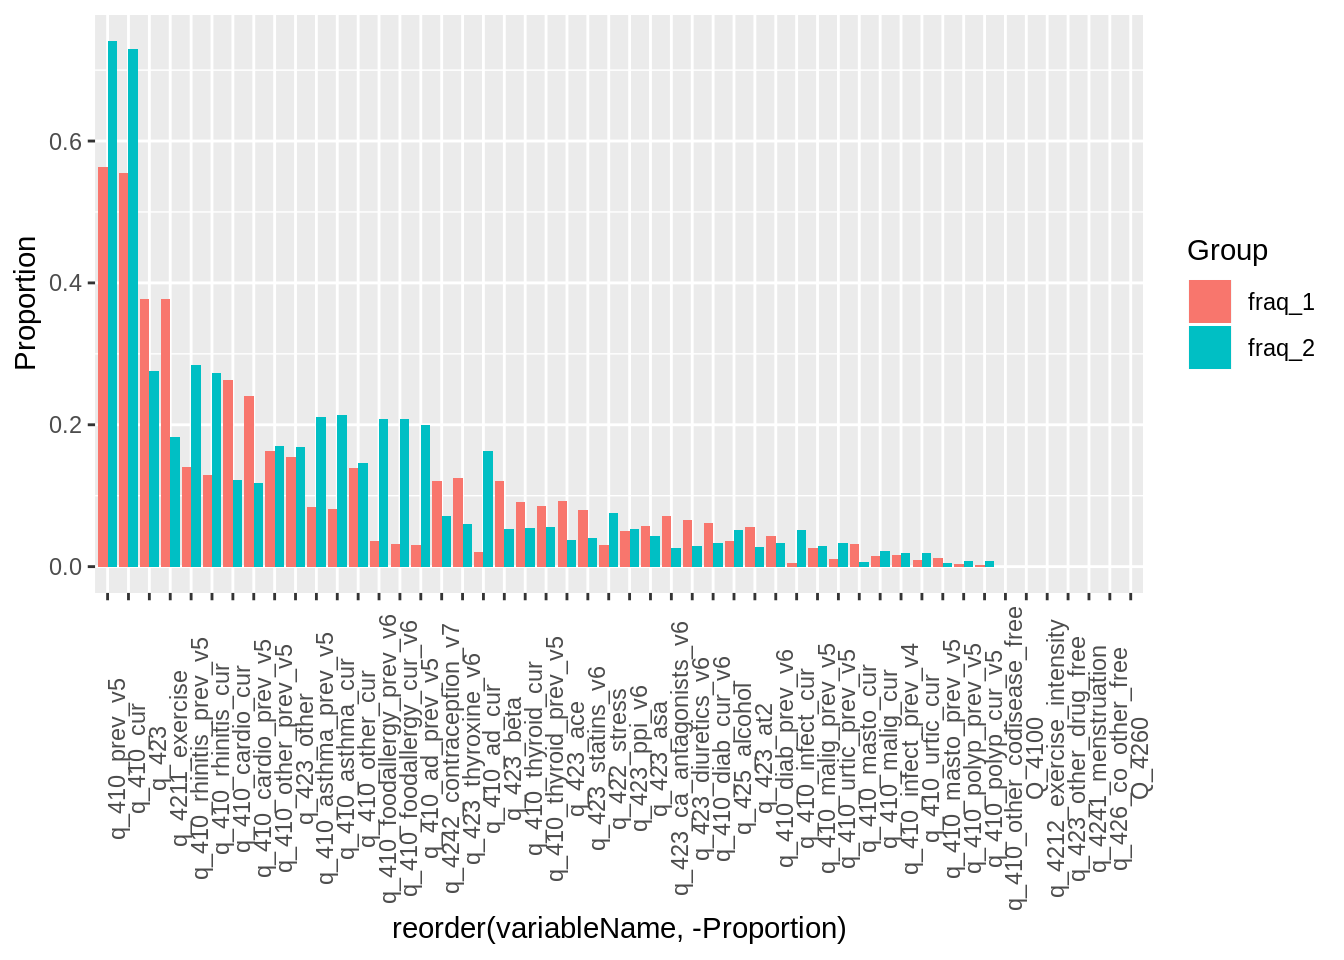 Proportion
0.6
0.4
0.2
0.0
Group
fraq_1
fraq_2
q_410_prev_v5
q_410_cur
q_423
q_4211_exercise
q_410_rhinitis_prev_v5
q_410_rhinitis_cur
q_410_cardio_cur
q_410_cardio_prev_v5
q_410_other_prev_v5
q_423_other
q_410_asthma_prev_v5
q_410_asthma_cur
q_410_other_cur
q_410_foodallergy_prev_v6
q_410_foodallergy_cur_v6
q_410_ad_prev_v5
q_4242_contraception_v7
q_423_thyroxine_v6
q_410_ad_cur
q_423_beta
q_410_thyroid_cur
q_410_thyroid_prev_v5
q_423_ace
q_423_statins_v6
q_422_stress
q_423_ppi_v6
q_423_asa
q_423_ca_antagonists_v6
q_423_diuretics_v6
q_410_diab_cur_v6
q_425_alcohol
q_423_at2
q_410_diab_prev_v6
q_410_infect_cur
q_410_malig_prev_v5
q_410_urtic_prev_v5
q_410_masto_cur
q_410_malig_cur
q_410_infect_prev_v4
q_410_urtic_cur
q_410_masto_prev_v5
q_410_polyp_prev_v5
q_410_polyp_cur_v5
q_410_other_codisease_free
Q_4100
q_4212_exercise_intensity
q_423_other_drug_free
q_4241_menstruation
q_426_co_other_free
Q_4260
reorder(variableName, -Proportion)